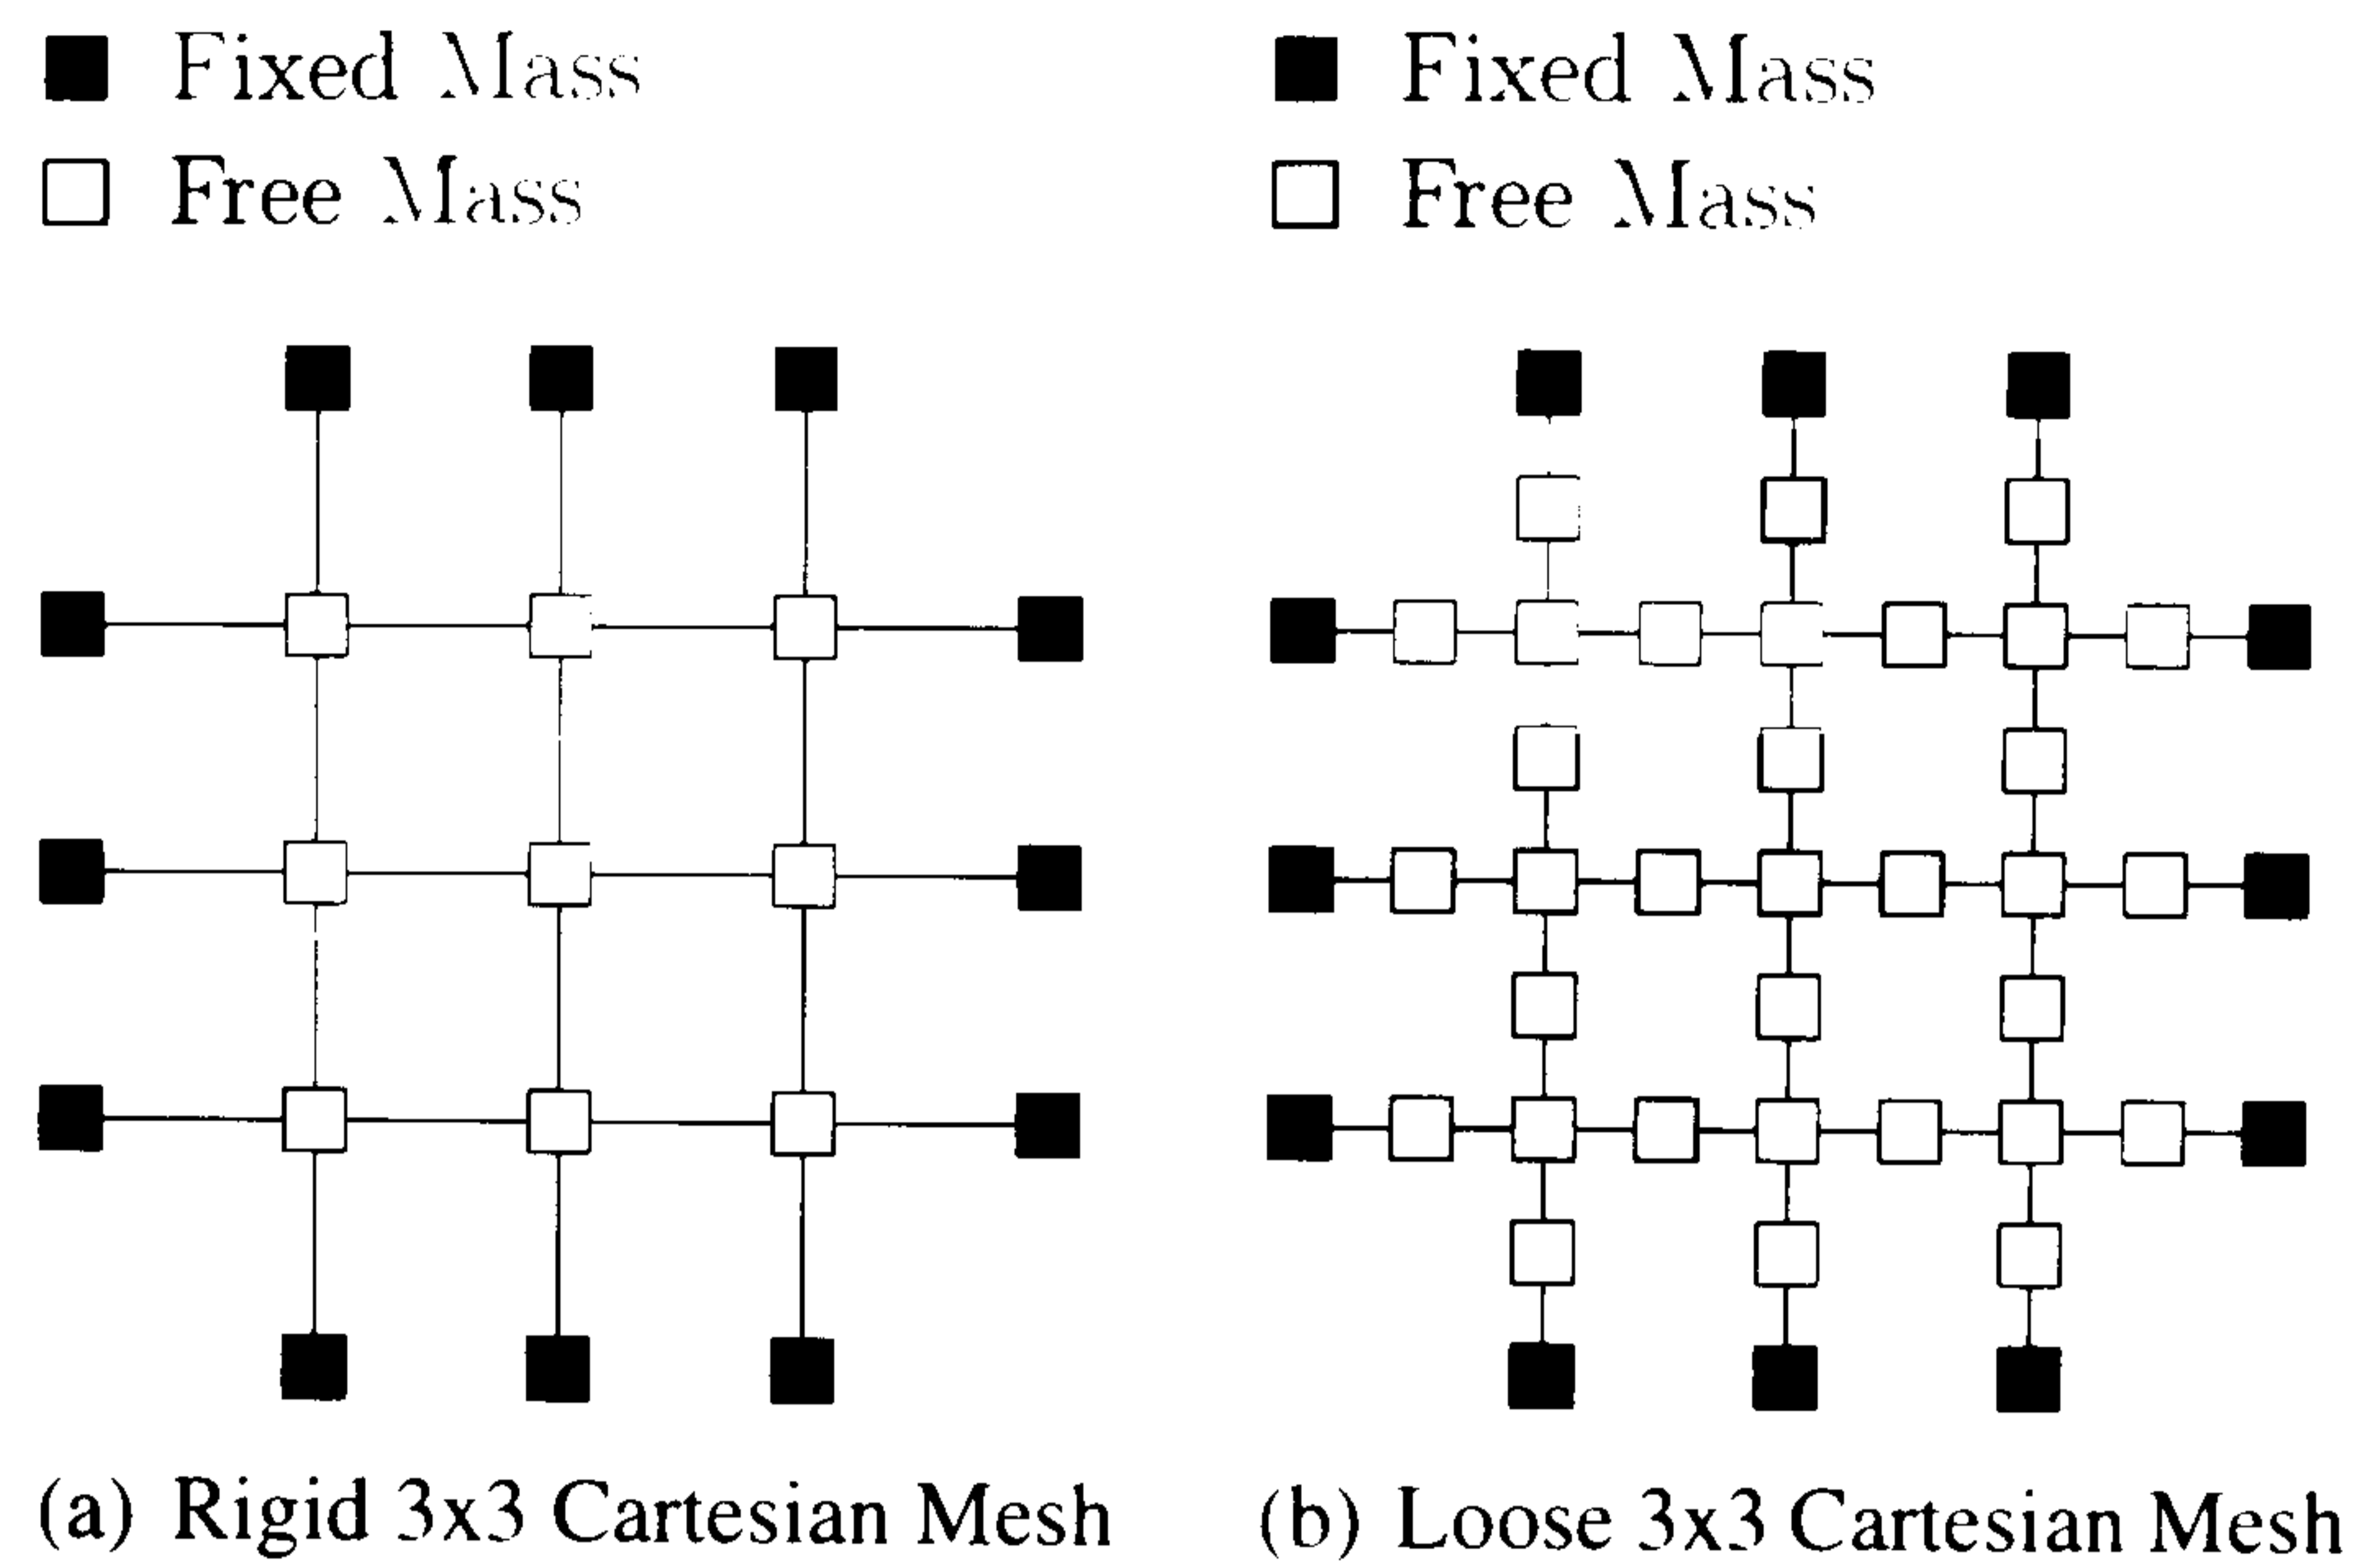 Fixed Mass
Free Mass
Fixed Mass
Free Mass
(a) Rigid 3x3 Cartesian Mesh
(b) Loose 3x3 Cartesian Mesh